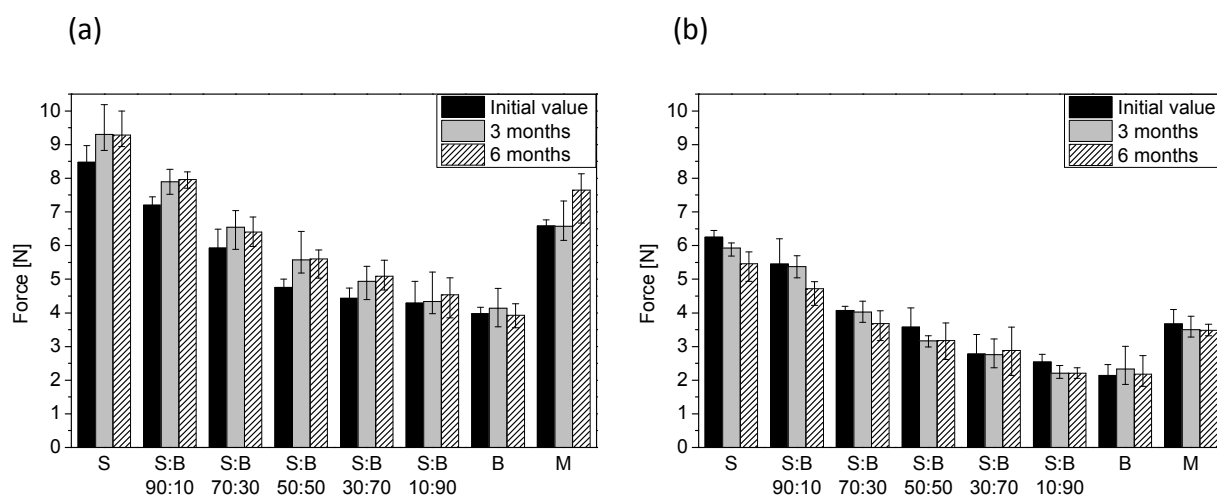 (a)
Force [N]
10
9
8
7
6
5
4
3
2
1
0
Initial value
3 months
6 months
S S:B S:B S:B S:B S:B B M
90:10 70:30 50:50 30:70 10:90
(b)
Force [N]
10
9
8
7
6
5
4
3
2
1
0
Initial value
3 months
6 months
S S:B S:B S:B S:B S:B B M
90:10 70:30 50:50 30:70 10:90